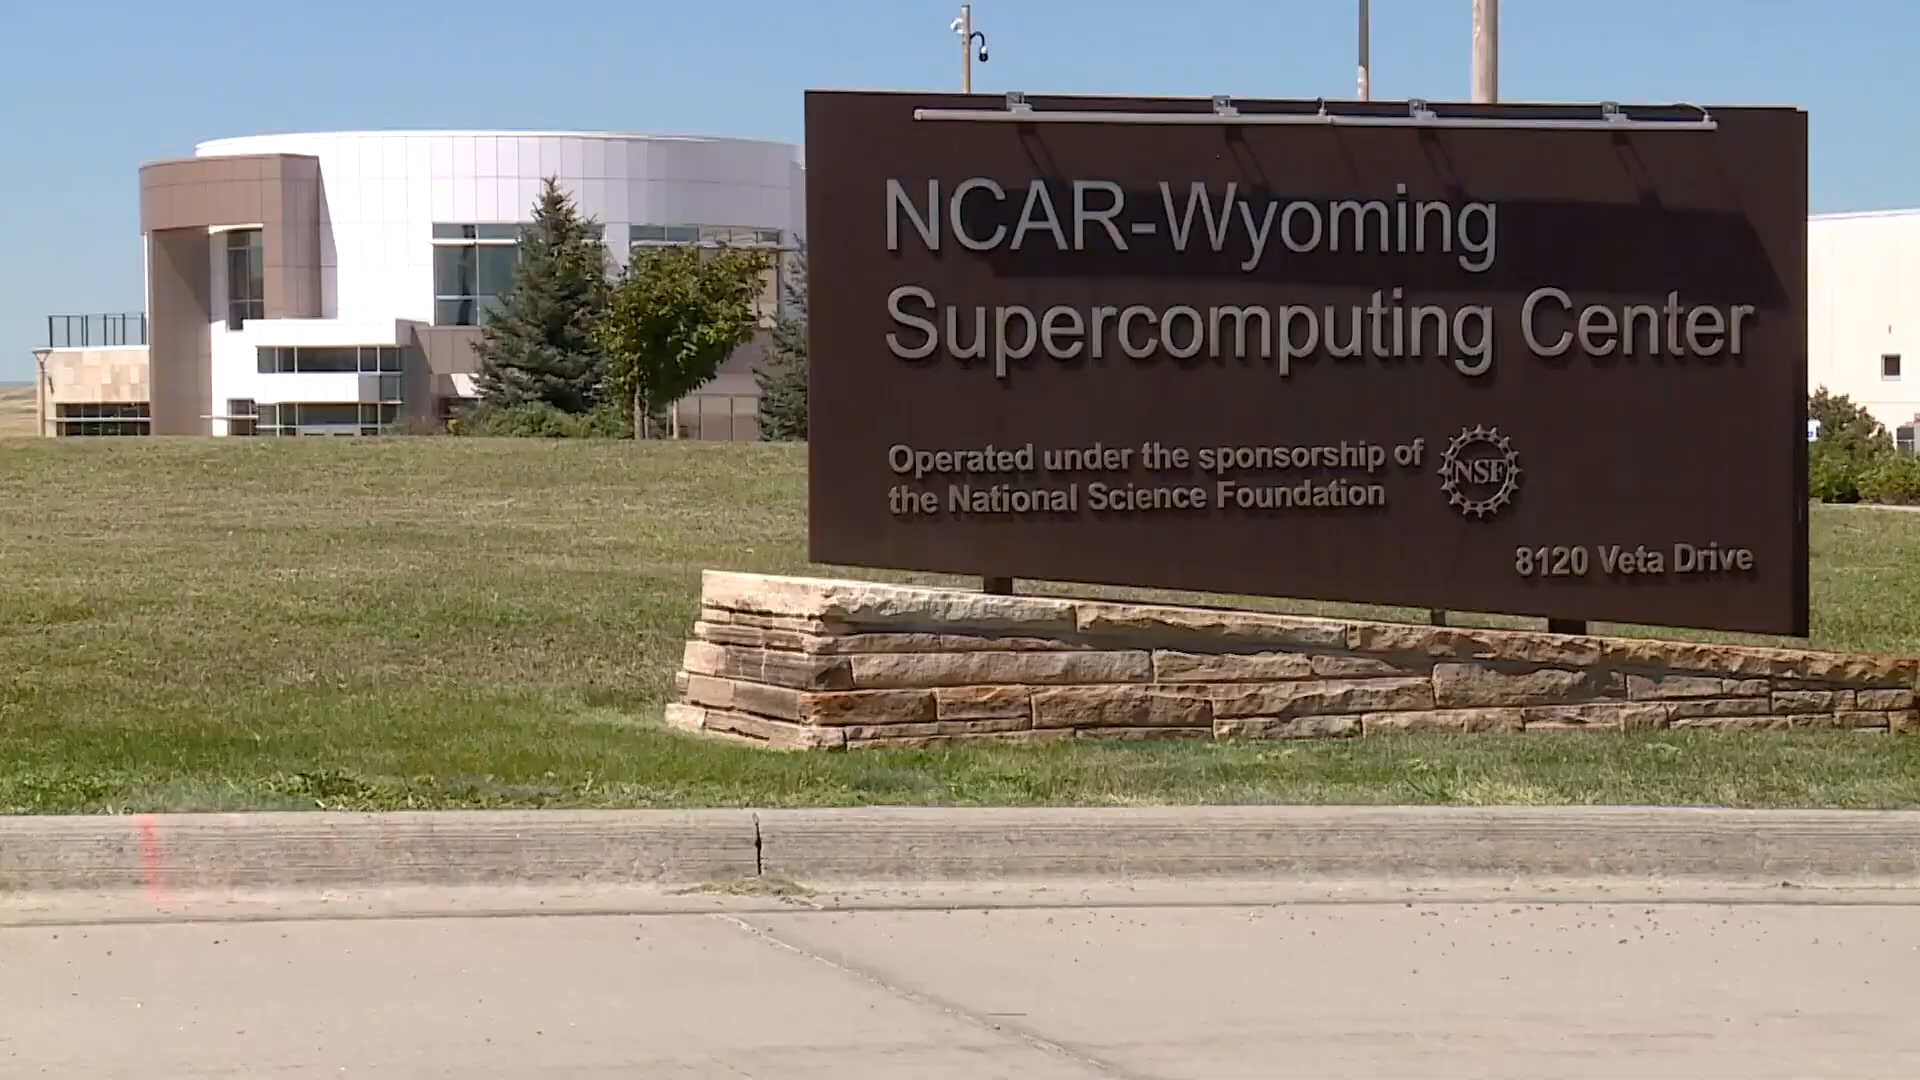 NCAR-Wyoming
Supercomputing Center
Operated under the sponsorship of
the National Science Foundation
NSF
8120 Veta Drive